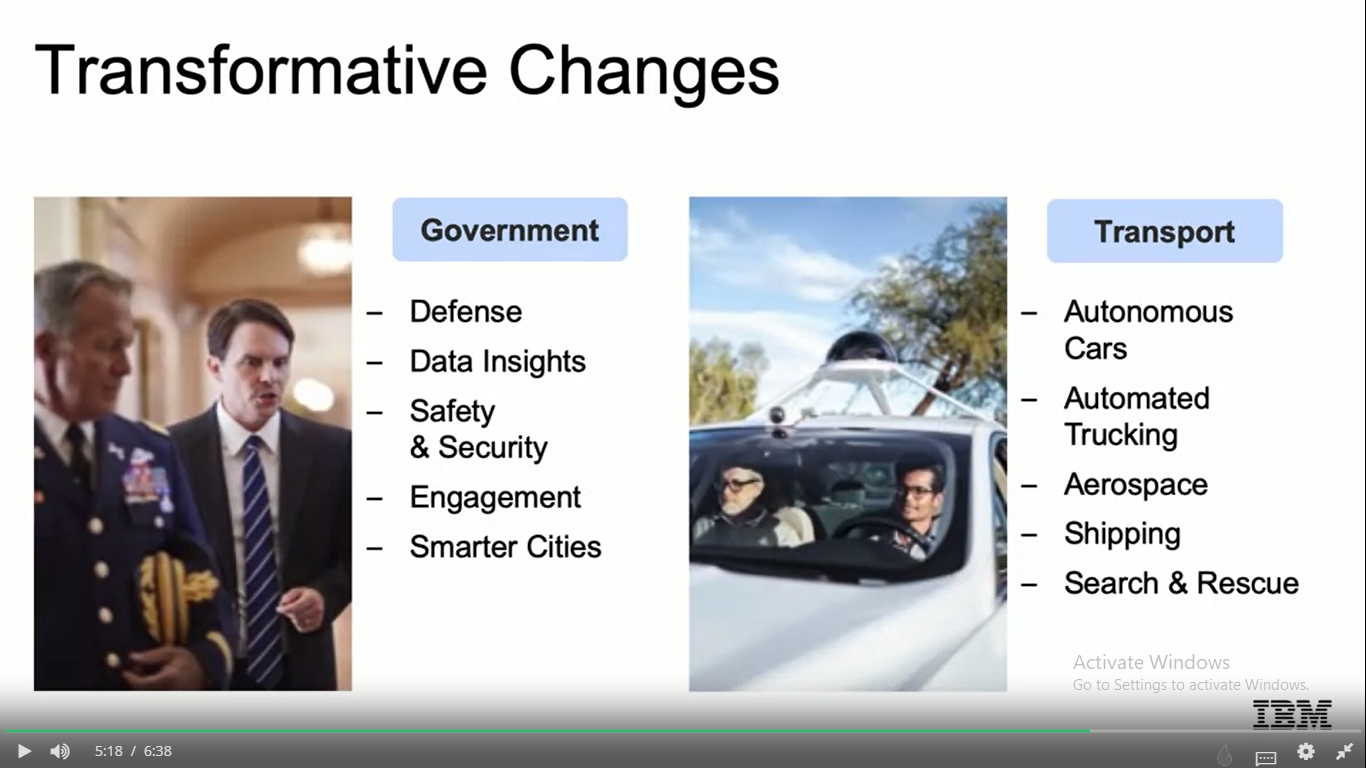 Transformative Changes
Government
– Defense
– Data Insights
– Safety
& Security
– Engagement
– Smarter Cities
Transport
– Autonomous
Cars
– Automated
Trucking
– Aerospace
– Shipping
– Search & Rescue
Activate Windows
Go to Settings to activate Windows.
IBM
5:18 / 6:38